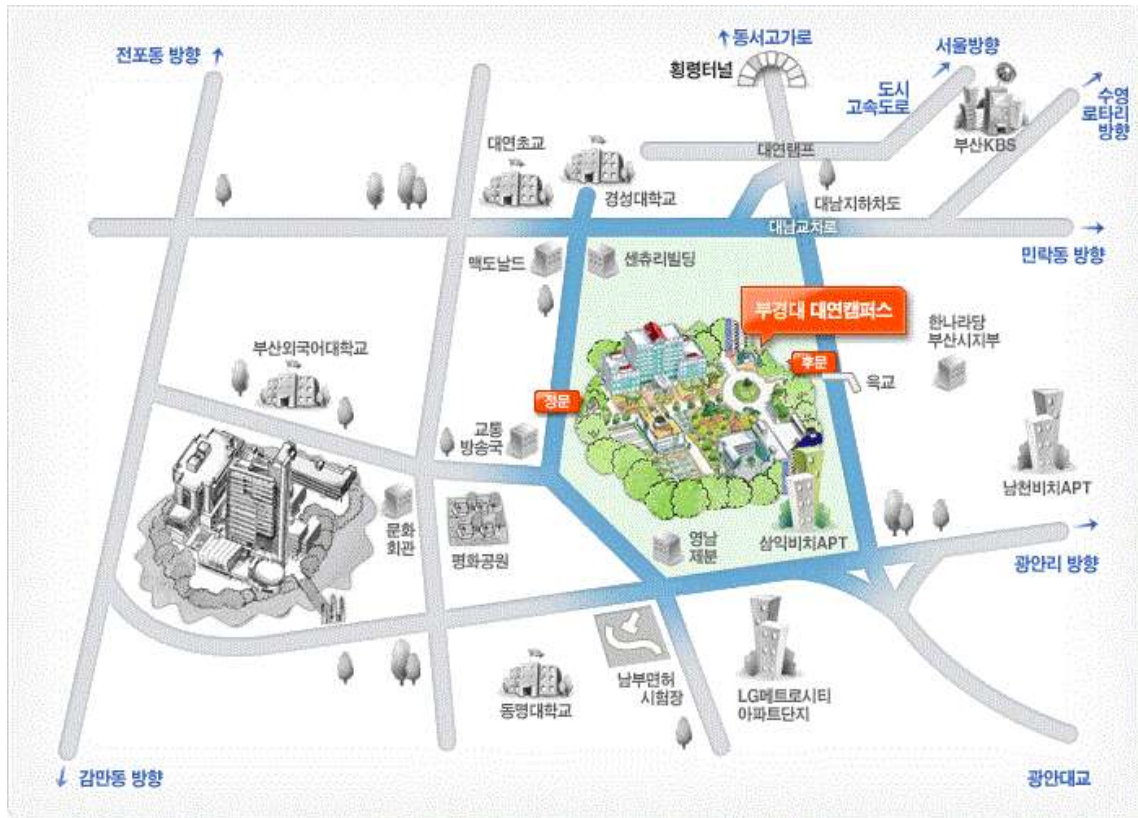 전포동 방향 ↑
↑ 동서고가로
횡령터널
서울방향
도시
고속도로
수영
로타리
방향
부산KBS
대연초교
경성대학교
대연램프
대남지하차도
대남교차로
민락동 방향
맥도날드
센츄리빌딩
부경대 대연캠퍼스
한나라당
부산시지부
후문
육교
부산외국어대학교
정문
교통
방송국
남천비치APT
문화
회관
평화공원
영남
제분
삼익비치APT
광안리 방향
남부면허
시험장
동명대학교
LG메트로시티
아파트단지
↓ 감만동 방향
광안대교